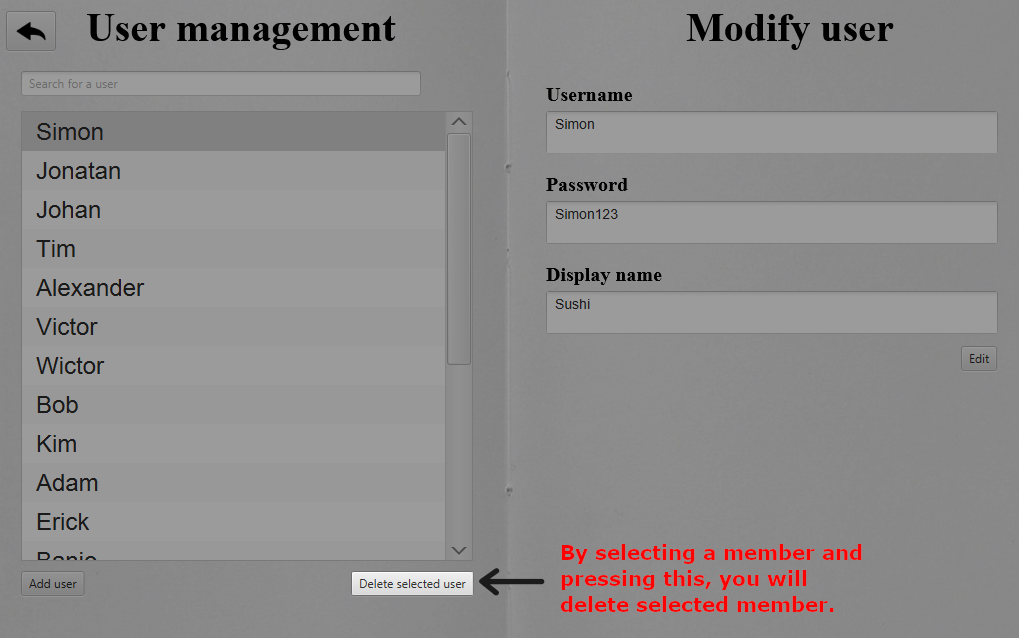 User management
Search for a user
Simon
Jonatan
Johan
Tim
Alexander
Victor
Wictor
Bob
Kim
Adam
Erick
Add user
Delete selected user
Modify user
Username
Simon
Password
Simon123
Display name
Sushi
Edit
By selecting a member and
pressing this, you will
delete selected member.